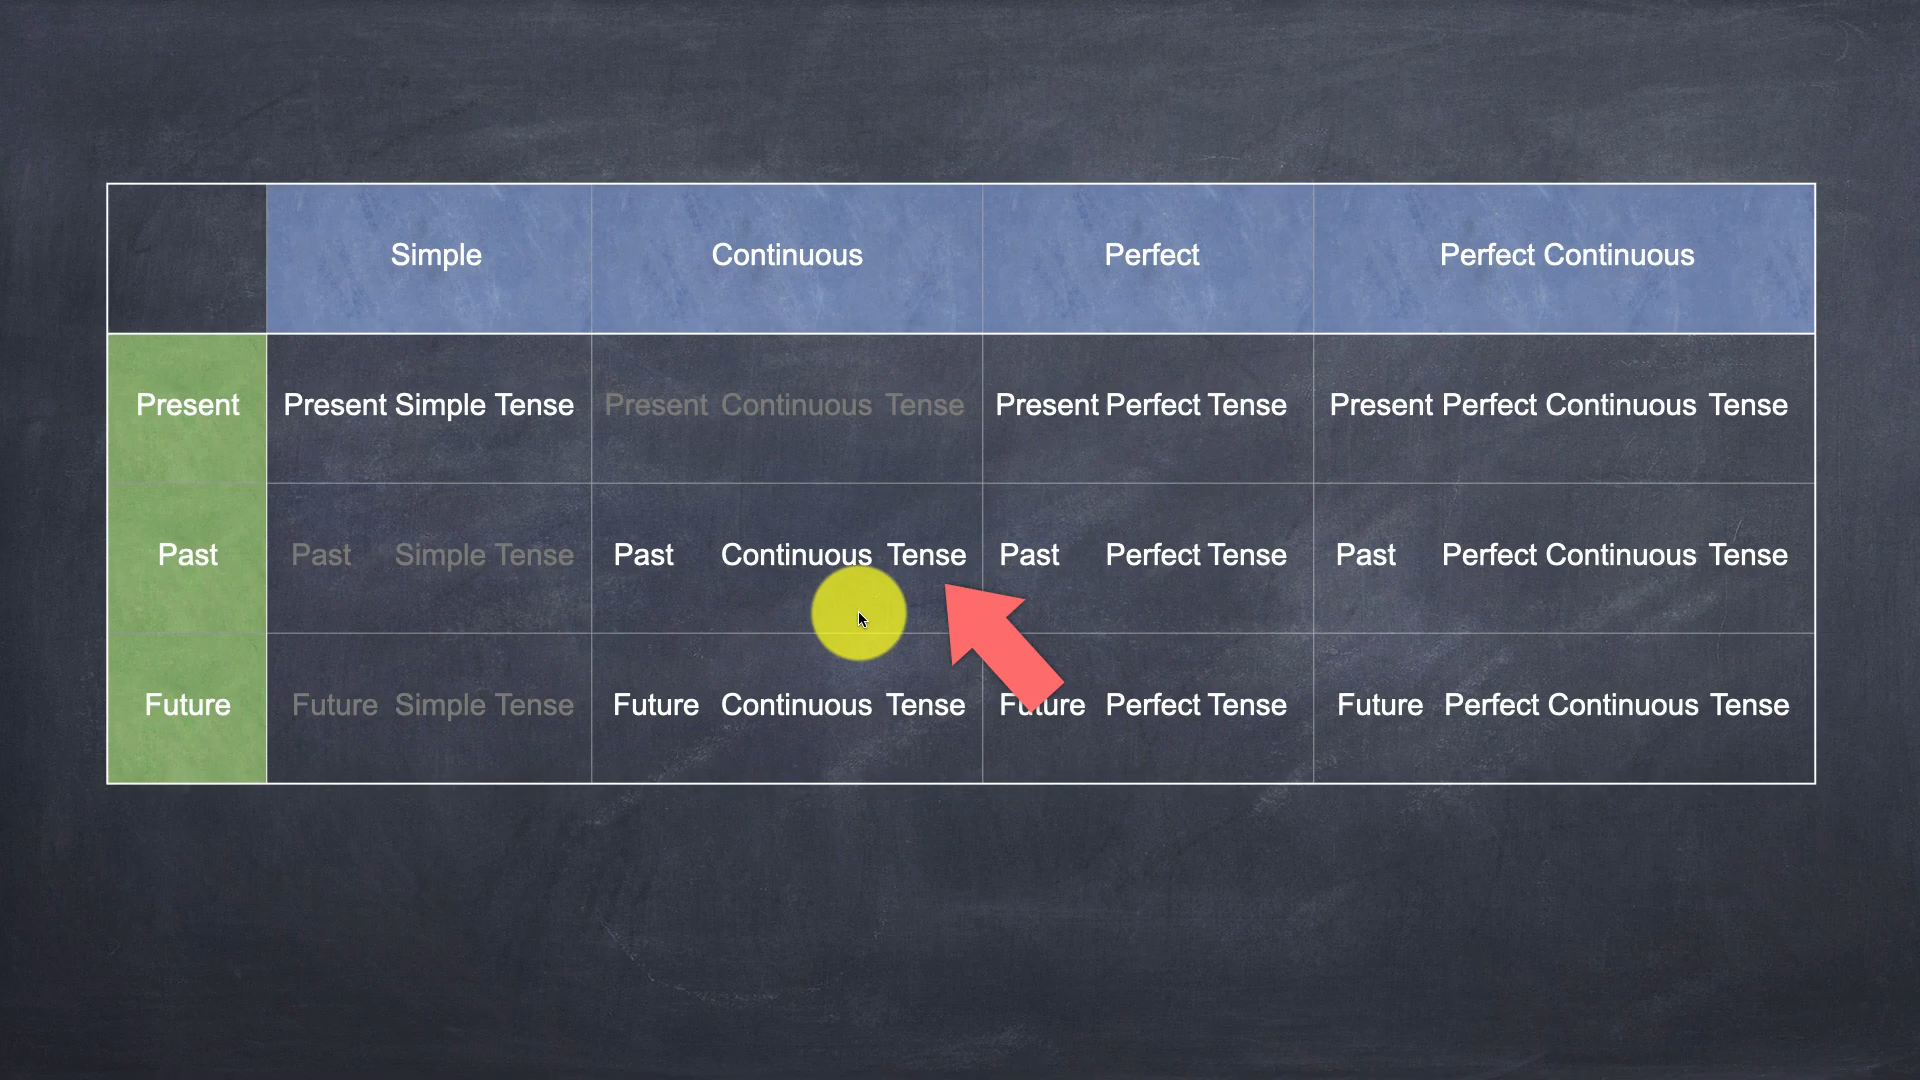 Simple Continuous Perfect Perfect Continuous
Present Present Simple Tense Present Continuous Tense Present Perfect Tense Present Perfect Continuous Tense
Past Past Simple Tense Past Continuous Tense Past Perfect Tense Past Perfect Continuous Tense
Future Future Simple Tense Future Continuous Tense Future Perfect Tense Future Perfect Continuous Tense